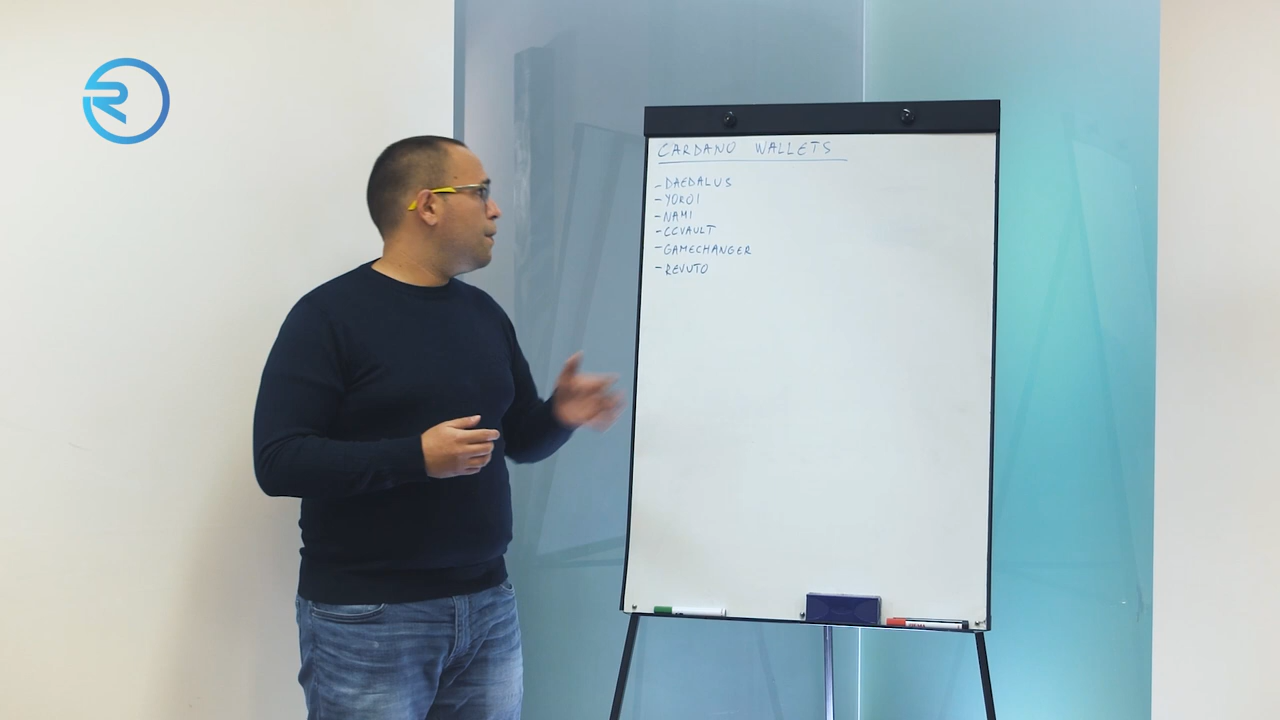 CARDANO WALLETS
- DAEDALUS
- YOROI
- NAMI
- CCVAULT
- GAMECHANGER
- REVUTO